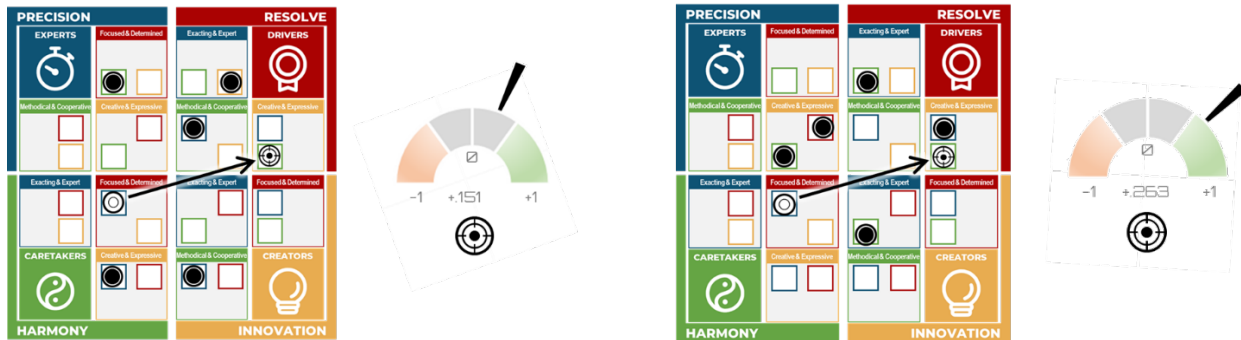 PRECISION
RESOLVE
EXPERTS
Focused & Determined
Exacting & Expert
DRIVERS
Methodical & Cooperative
Creative & Expressive
Methodical & Cooperative
Creative & Expressive
Exacting & Expert
Focused & Determined
Exacting & Expert
Focused & Determined
CARETAKERS
Creative & Expressive
Methodical & Cooperative
CREATORS
HARMONY
INNOVATION
0
-1
+.151
+1
PRECISION
RESOLVE
EXPERTS
Focused & Determined
Exacting & Expert
DRIVERS
Methodical & Cooperative
Creative & Expressive
Methodical & Cooperative
Creative & Expressive
Exacting & Expert
Focused & Determined
Exacting & Expert
Focused & Determined
CARETAKERS
Creative & Expressive
Methodical & Cooperative
CREATORS
HARMONY
INNOVATION
0
-1
+.263
+1